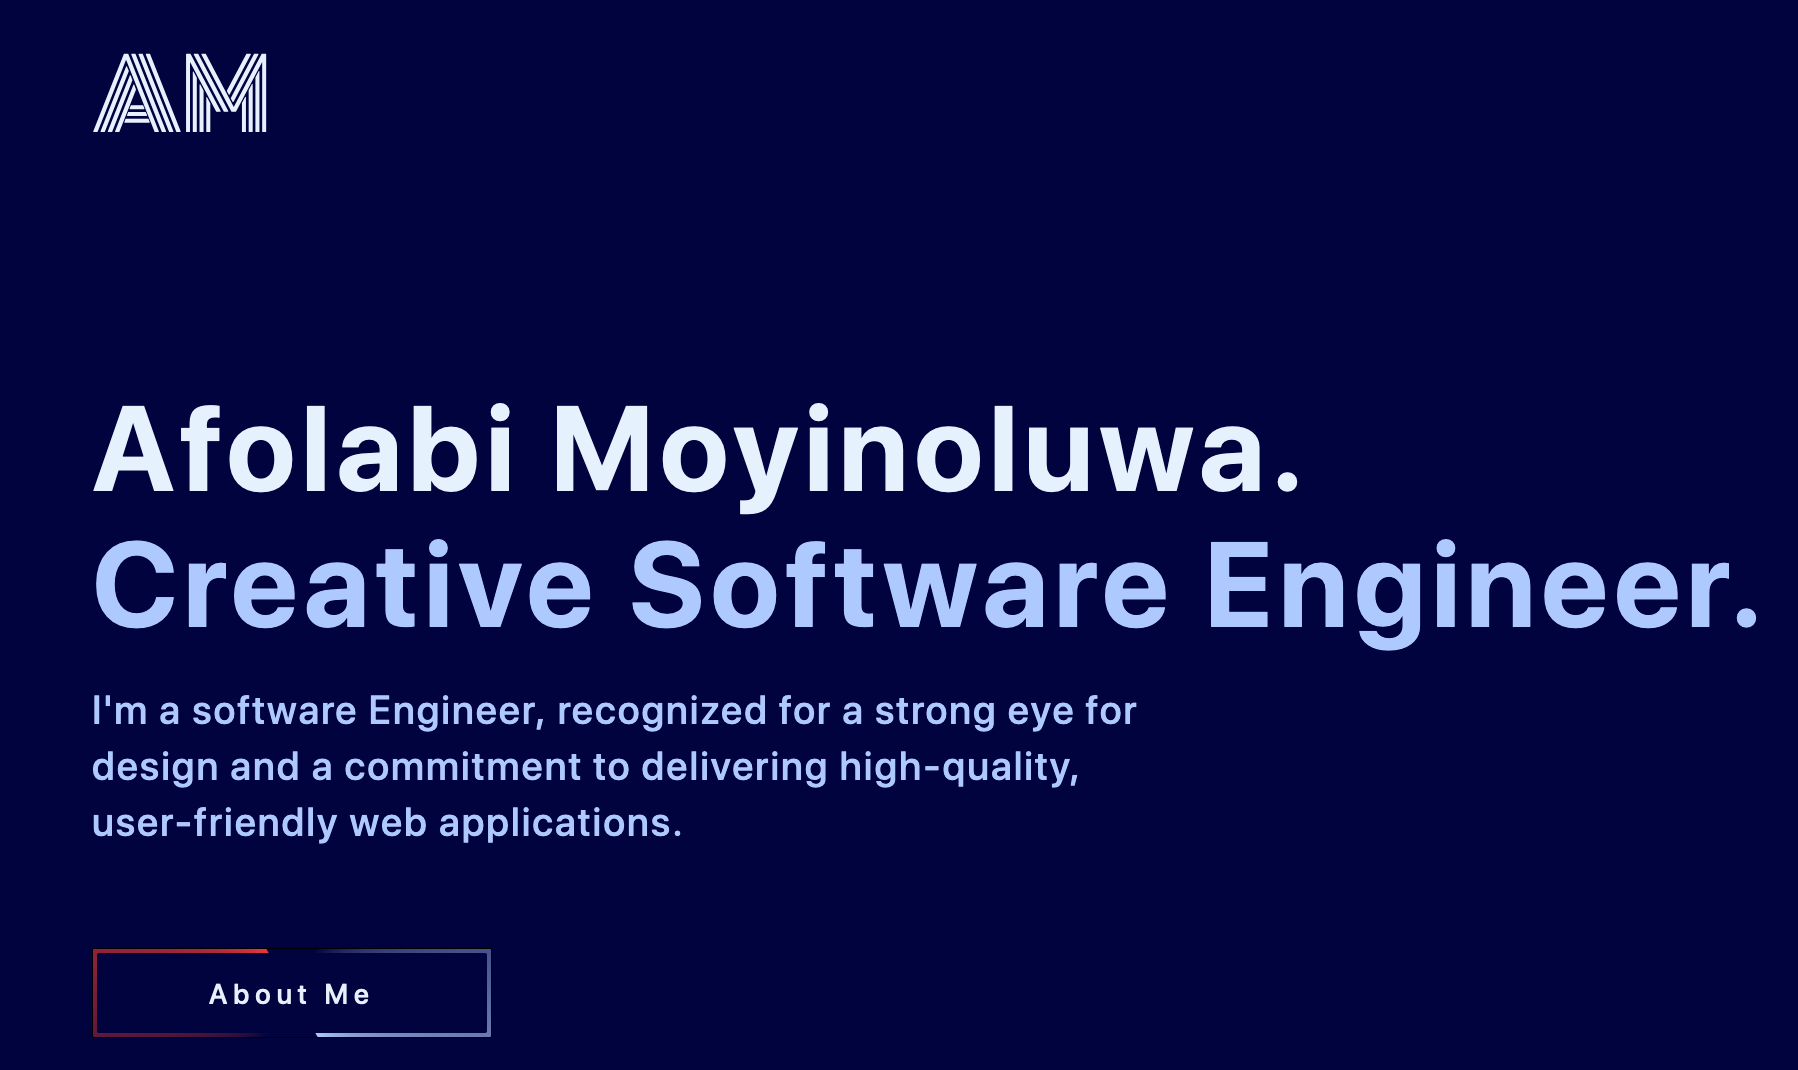 AM
Afolabi Moyinoluwa.
Creative Software Engineer.
I'm a software Engineer, recognized for a strong eye for
design and a commitment to delivering high-quality,
user-friendly web applications.
About Me